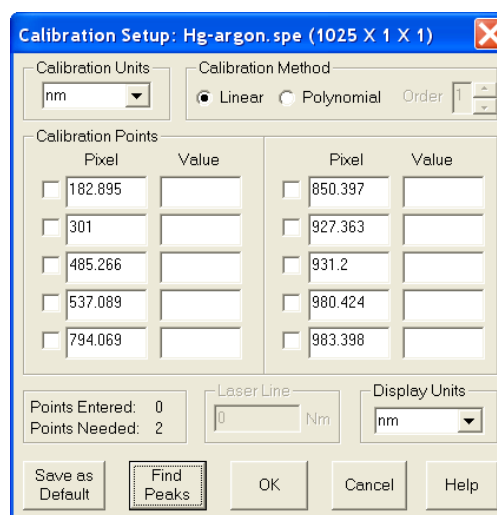 Calibration Setup: Hg-argon.spe (1025 X 1 X 1)
Calibration Units
nm
Calibration Method
Linear Polynomial Order 1
Calibration Points
Pixel Value Pixel Value
182.895 850.397
301 927.363
485.266 931.2
537.089 980.424
794.069 983.398
Points Entered: 0
Points Needed: 2
Laser Line
0 Nm
Display Units
nm
Save as Default
Find Peaks
OK
Cancel
Help